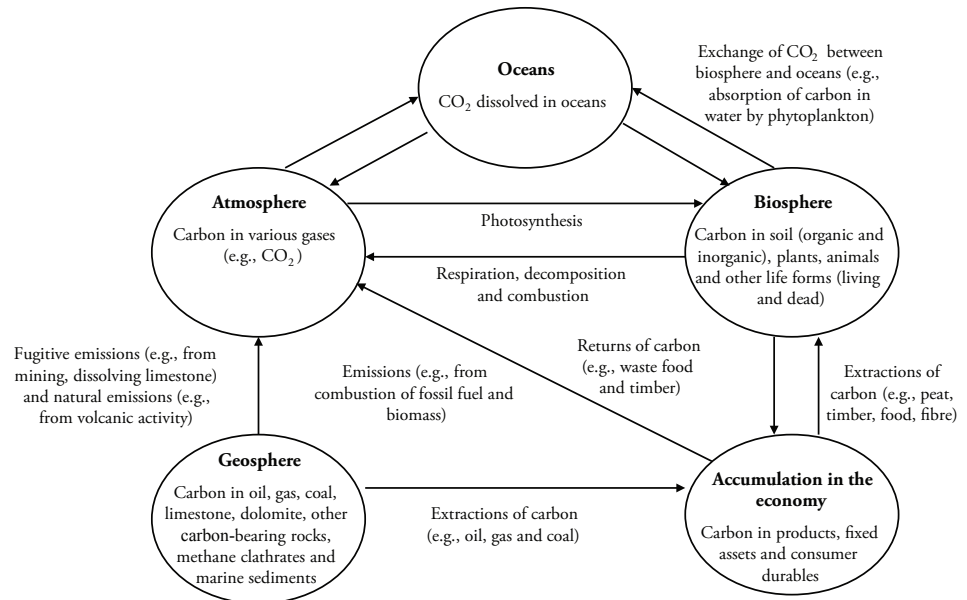 Oceans
CO₂ dissolved in oceans
Exchange of CO₂ between
biosphere and oceans (e.g.,
absorption of carbon in
water by phytoplankton)
Atmosphere
Carbon in various gases
(e.g., CO₂)
Photosynthesis
Respiration, decomposition
and combustion
Biosphere
Carbon in soil (organic and
inorganic), plants, animals
and other life forms (living
and dead)
Fugitive emissions (e.g., from
mining, dissolving limestone)
and natural emissions (e.g.,
from volcanic activity)
Emissions (e.g., from
combustion of fossil fuel and
biomass)
Returns of carbon
(e.g., waste food
and timber)
Extractions of
carbon (e.g., peat,
timber, food, fibre)
Geosphere
Carbon in oil, gas, coal,
limestone, dolomite, other
carbon-bearing rocks,
methane clathrates and
marine sediments
Extractions of carbon
(e.g., oil, gas and coal)
Accumulation in the
economy
Carbon in products, fixed
assets and consumer
durables